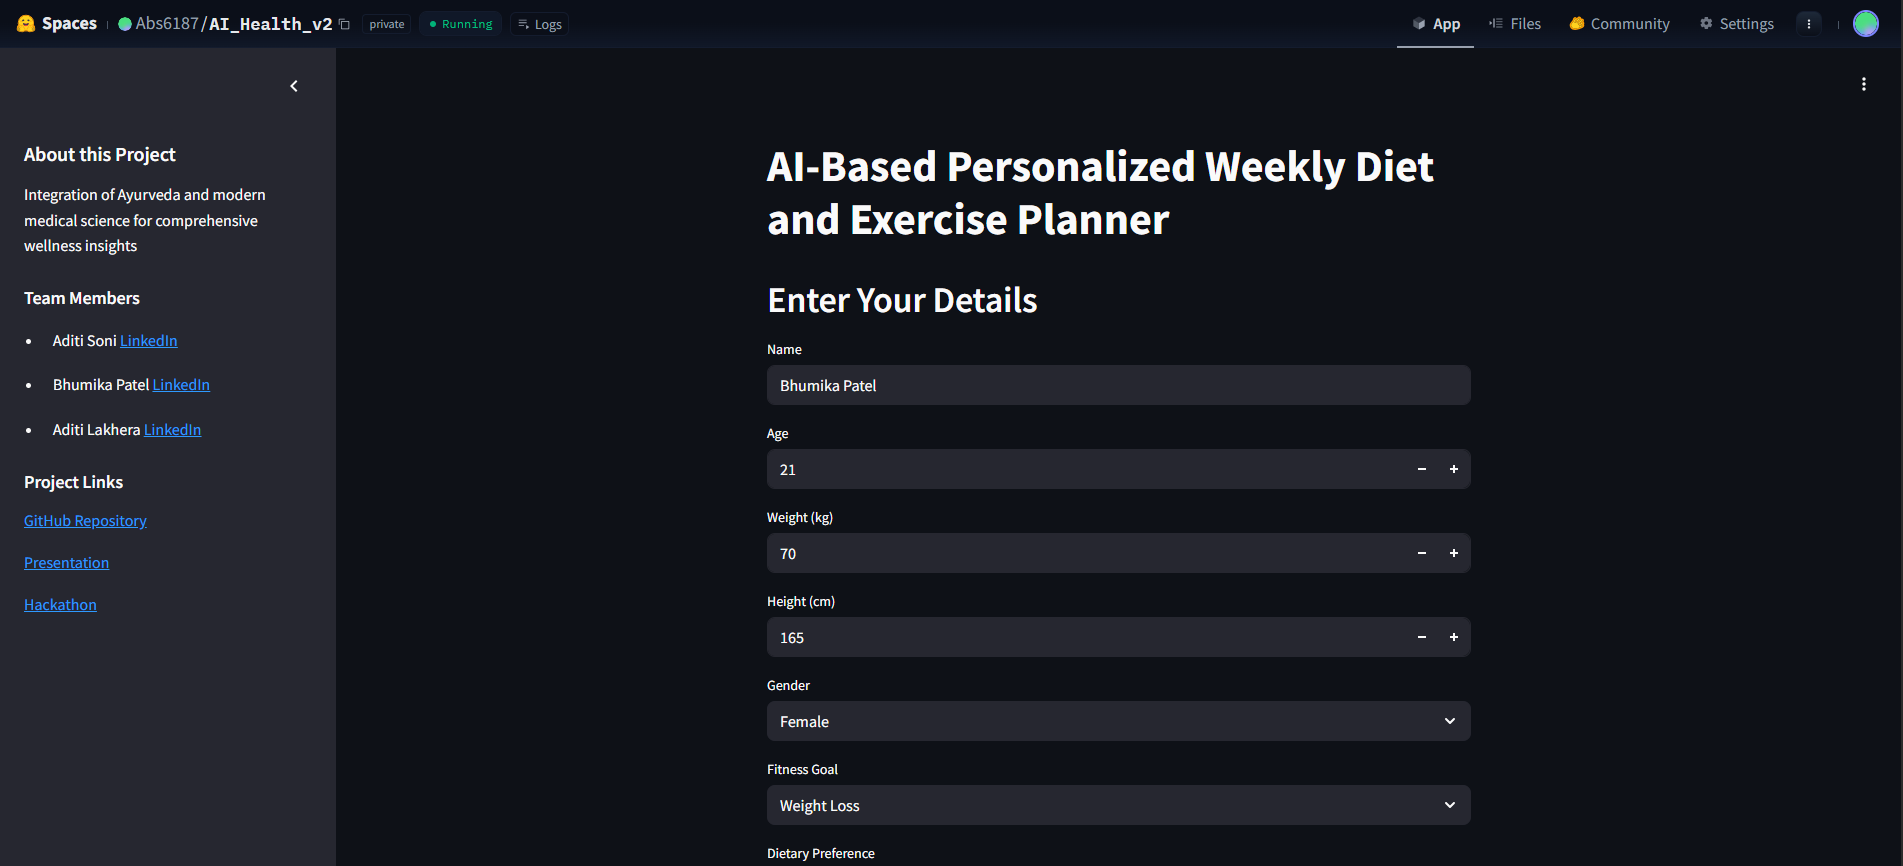 Spaces Abs6187/AI_Health_v2 private Running Logs App Files Community Settings
About this Project
Integration of Ayurveda and modern
medical science for comprehensive
wellness insights
Team Members
• Aditi Soni LinkedIn
• Bhumika Patel LinkedIn
• Aditi Lakhera LinkedIn
Project Links
GitHub Repository
Presentation
Hackathon
AI-Based Personalized Weekly Diet
and Exercise Planner
Enter Your Details
Name
Bhumika Patel
Age
21
Weight (kg)
70
Height (cm)
165
Gender
Female
Fitness Goal
Weight Loss
Dietary Preference